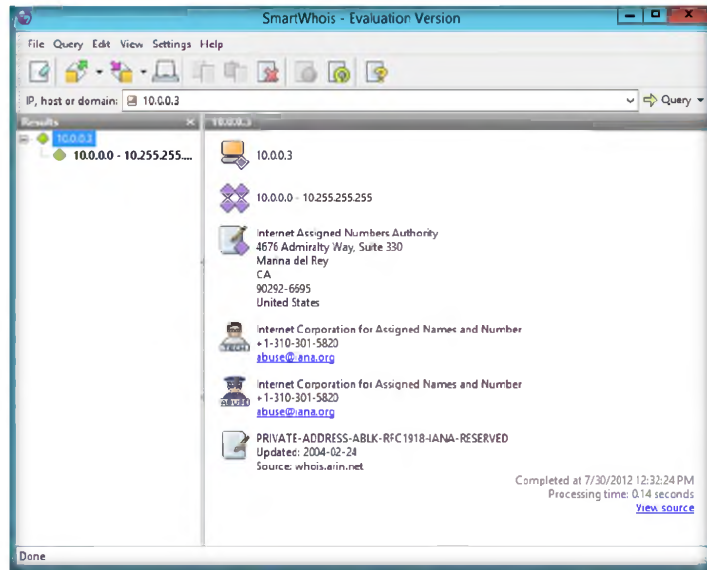 SmartWhois - Evaluation Version
File Query Edit View Settings Help
IP, host or domain: 10.0.0.3 Query
Results
10.0.0.3
10.0.0.0 - 10.255.255....
10.0.0.3
10.0.0.3
10.0.0.0 - 10.255.255.255
Internet Assigned Numbers Authority
4676 Admiralty Way, Suite 330
Marina del Rey
CA
90292-6695
United States
TECH
Internet Corporation for Assigned Names and Number
+1-310-301-5820
abuse@iana.org
ABUSE
Internet Corporation for Assigned Names and Number
+1-310-301-5820
abuse@iana.org
PRIVATE-ADDRESS-ABLK-RFC1918-IANA-RESERVED
Updated: 2004-02-24
Source: whois.arin.net
Completed at 7/30/2012 12:32:24 PM
Processing time: 0.14 seconds
View source
Done